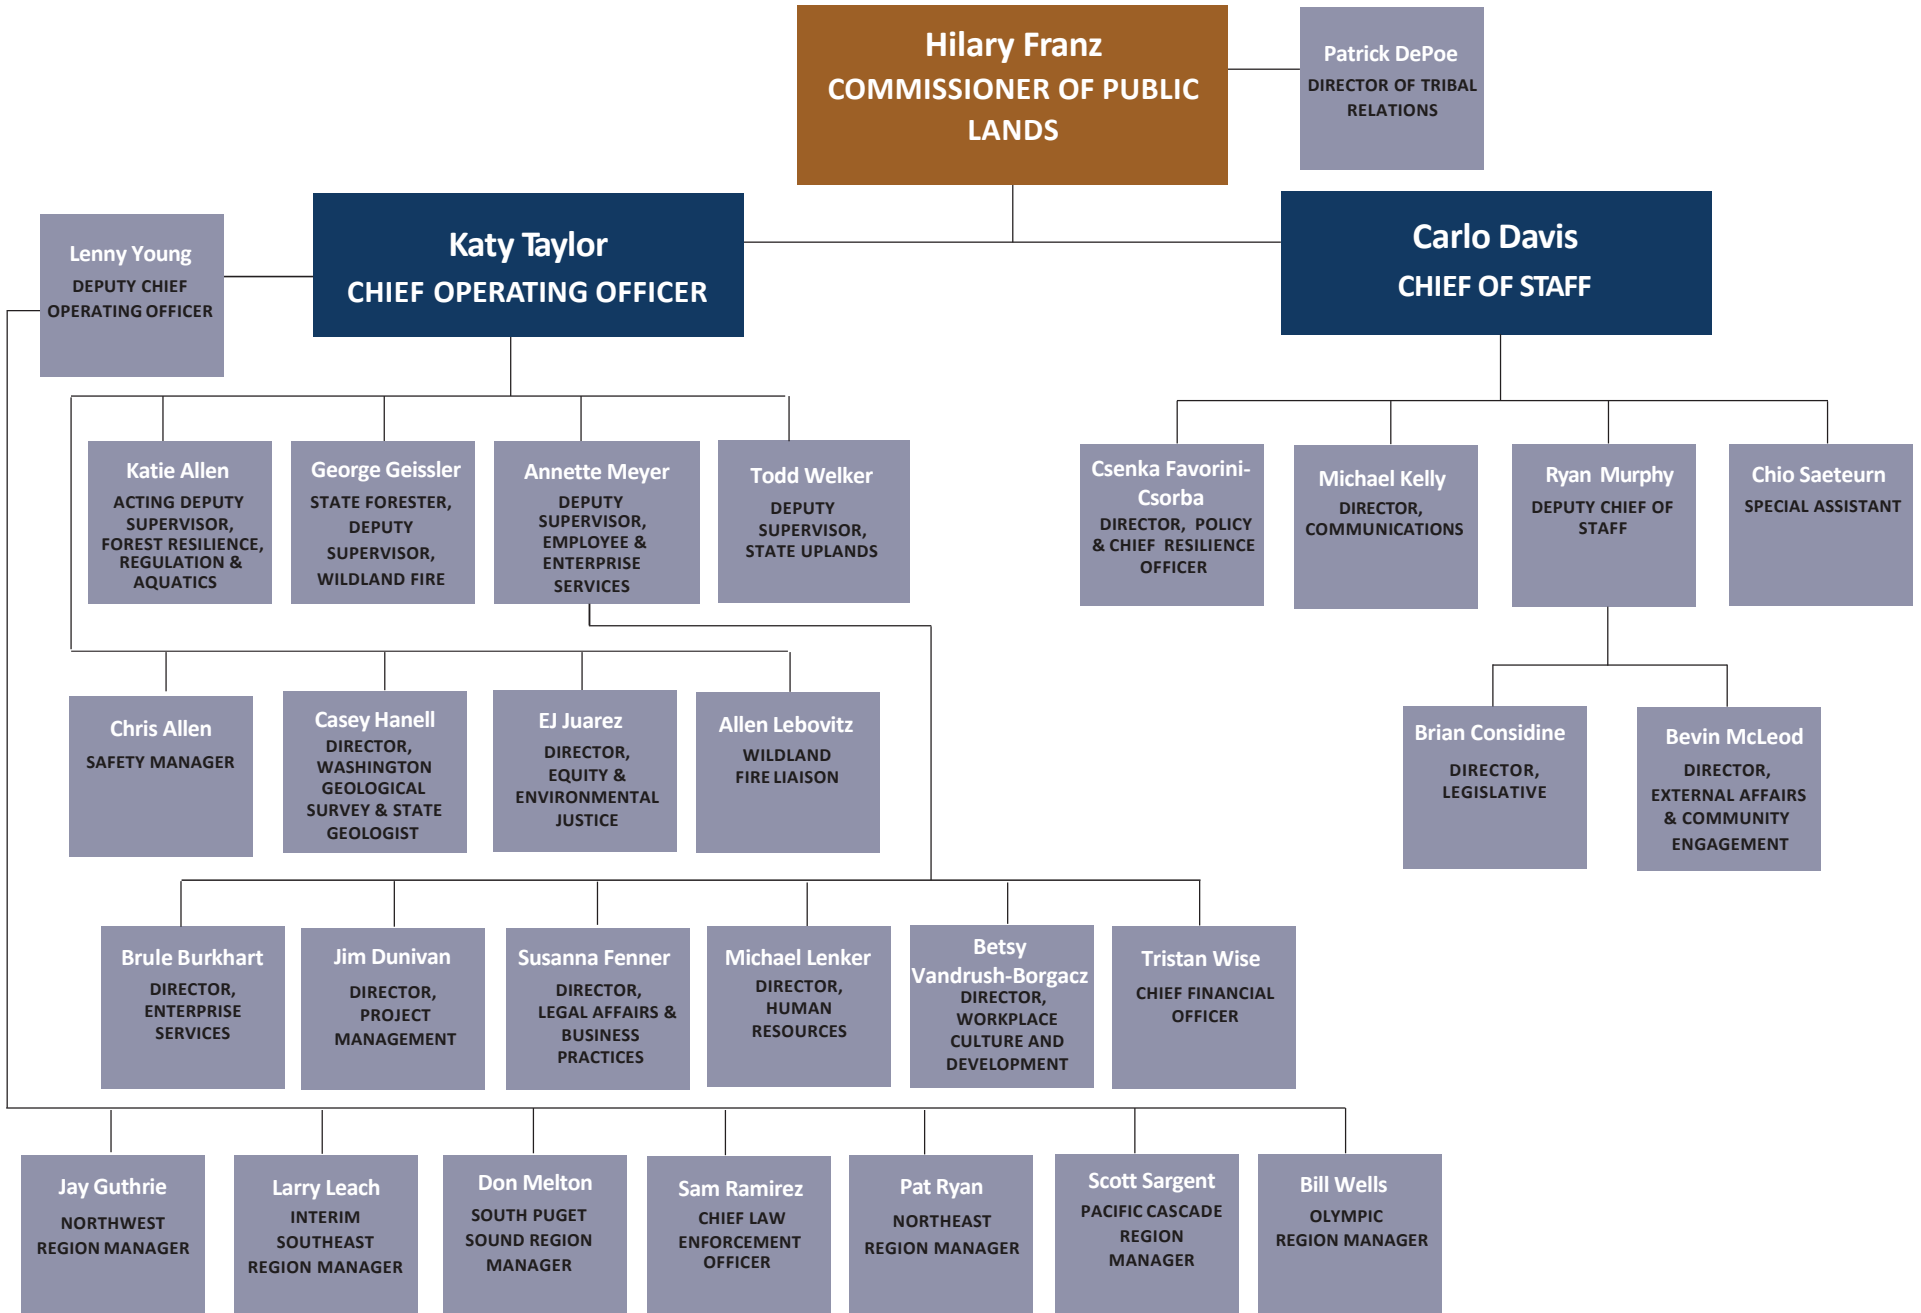 Hilary Franz
COMMISSIONER OF PUBLIC
LANDS
Patrick DePoe
DIRECTOR OF TRIBAL
RELATIONS
Lenny Young
DEPUTY CHIEF
OPERATING OFFICER
Katy Taylor
CHIEF OPERATING OFFICER
Carlo Davis
CHIEF OF STAFF
Katie Allen
ACTING DEPUTY
SUPERVISOR,
FOREST RESILIENCE,
REGULATION &
AQUATICS
George Geissler
STATE FORESTER,
DEPUTY
SUPERVISOR,
WILDLAND FIRE
Annette Meyer
DEPUTY
SUPERVISOR,
EMPLOYEE &
ENTERPRISE
SERVICES
Todd Welker
DEPUTY
SUPERVISOR,
STATE UPLANDS
Csenka Favorini-
Csorba
DIRECTOR, POLICY
& CHIEF RESILIENCE
OFFICER
Michael Kelly
DIRECTOR,
COMMUNICATIONS
Ryan Murphy
DEPUTY CHIEF OF
STAFF
Chio Saeteurn
SPECIAL ASSISTANT
Chris Allen
SAFETY MANAGER
Casey Hanell
DIRECTOR,
WASHINGTON
GEOLOGICAL
SURVEY & STATE
GEOLOGIST
EJ Juarez
DIRECTOR,
EQUITY &
ENVIRONMENTAL
JUSTICE
Allen Lebovitz
WILDLAND
FIRE LIAISON
Brian Considine
DIRECTOR,
LEGISLATIVE
Bevin McLeod
DIRECTOR,
EXTERNAL AFFAIRS
& COMMUNITY
ENGAGEMENT
Brule Burkhart
DIRECTOR,
ENTERPRISE
SERVICES
Jim Dunivan
DIRECTOR,
PROJECT
MANAGEMENT
Susanna Fenner
DIRECTOR,
LEGAL AFFAIRS &
BUSINESS
PRACTICES
Michael Lenker
DIRECTOR,
HUMAN
RESOURCES
Betsy
Vandrush-Borgacz
DIRECTOR,
WORKPLACE
CULTURE AND
DEVELOPMENT
Tristan Wise
CHIEF FINANCIAL
OFFICER
Jay Guthrie
NORTHWEST
REGION MANAGER
Larry Leach
INTERIM
SOUTHEAST
REGION MANAGER
Don Melton
SOUTH PUGET
SOUND REGION
MANAGER
Sam Ramirez
CHIEF LAW
ENFORCEMENT
OFFICER
Pat Ryan
NORTHEAST
REGION MANAGER
Scott Sargent
PACIFIC CASCADE
REGION
MANAGER
Bill Wells
OLYMPIC
REGION MANAGER